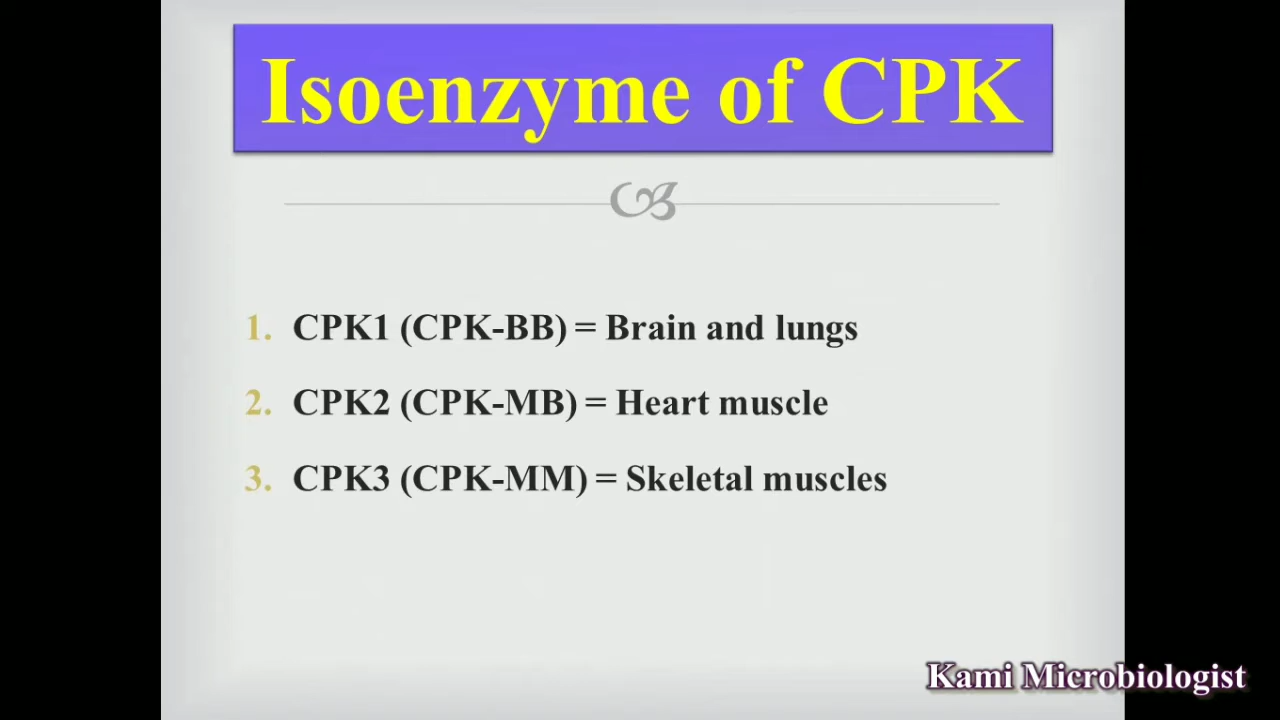 Isoenzyme of CPK
1. CPK1 (CPK-BB) = Brain and lungs
2. CPK2 (CPK-MB) = Heart muscle
3. CPK3 (CPK-MM) = Skeletal muscles
Kami Microbiologist